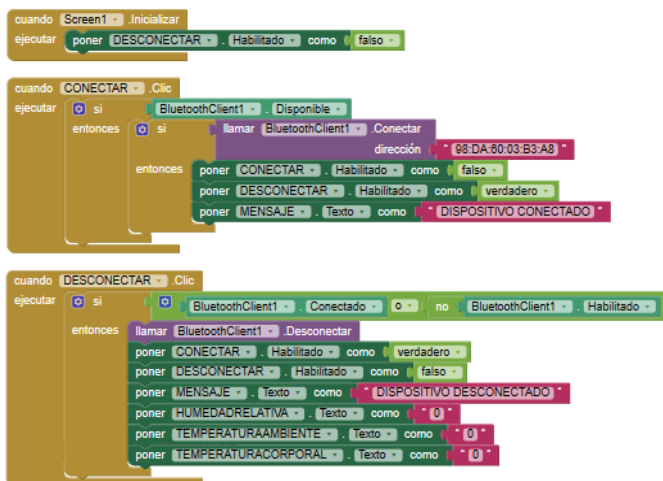 cuando Screen1 .Inicializar
ejecutar poner DESCONECTAR . Habilitado como falso
cuando CONECTAR .Clic
ejecutar si BluetoothClient1 . Disponible
entonces si llamar BluetoothClient1 .Conectar
dirección " 98:DA:60:03:B3:A8 "
entonces poner CONECTAR . Habilitado como falso
poner DESCONECTAR . Habilitado como verdadero
poner MENSAJE . Texto como " DISPOSITIVO CONECTADO "
cuando DESCONECTAR .Clic
ejecutar si BluetoothClient1 . Conectado o no BluetoothClient1 . Habilitado
entonces llamar BluetoothClient1 .Desconectar
poner CONECTAR . Habilitado como verdadero
poner DESCONECTAR . Habilitado como falso
poner MENSAJE . Texto como " DISPOSITIVO DESCONECTADO "
poner HUMEDADRELATIVA . Texto como " 0 "
poner TEMPERATURAAMBIENTE . Texto como " 0 "
poner TEMPERATURACORPORAL . Texto como " 0 "